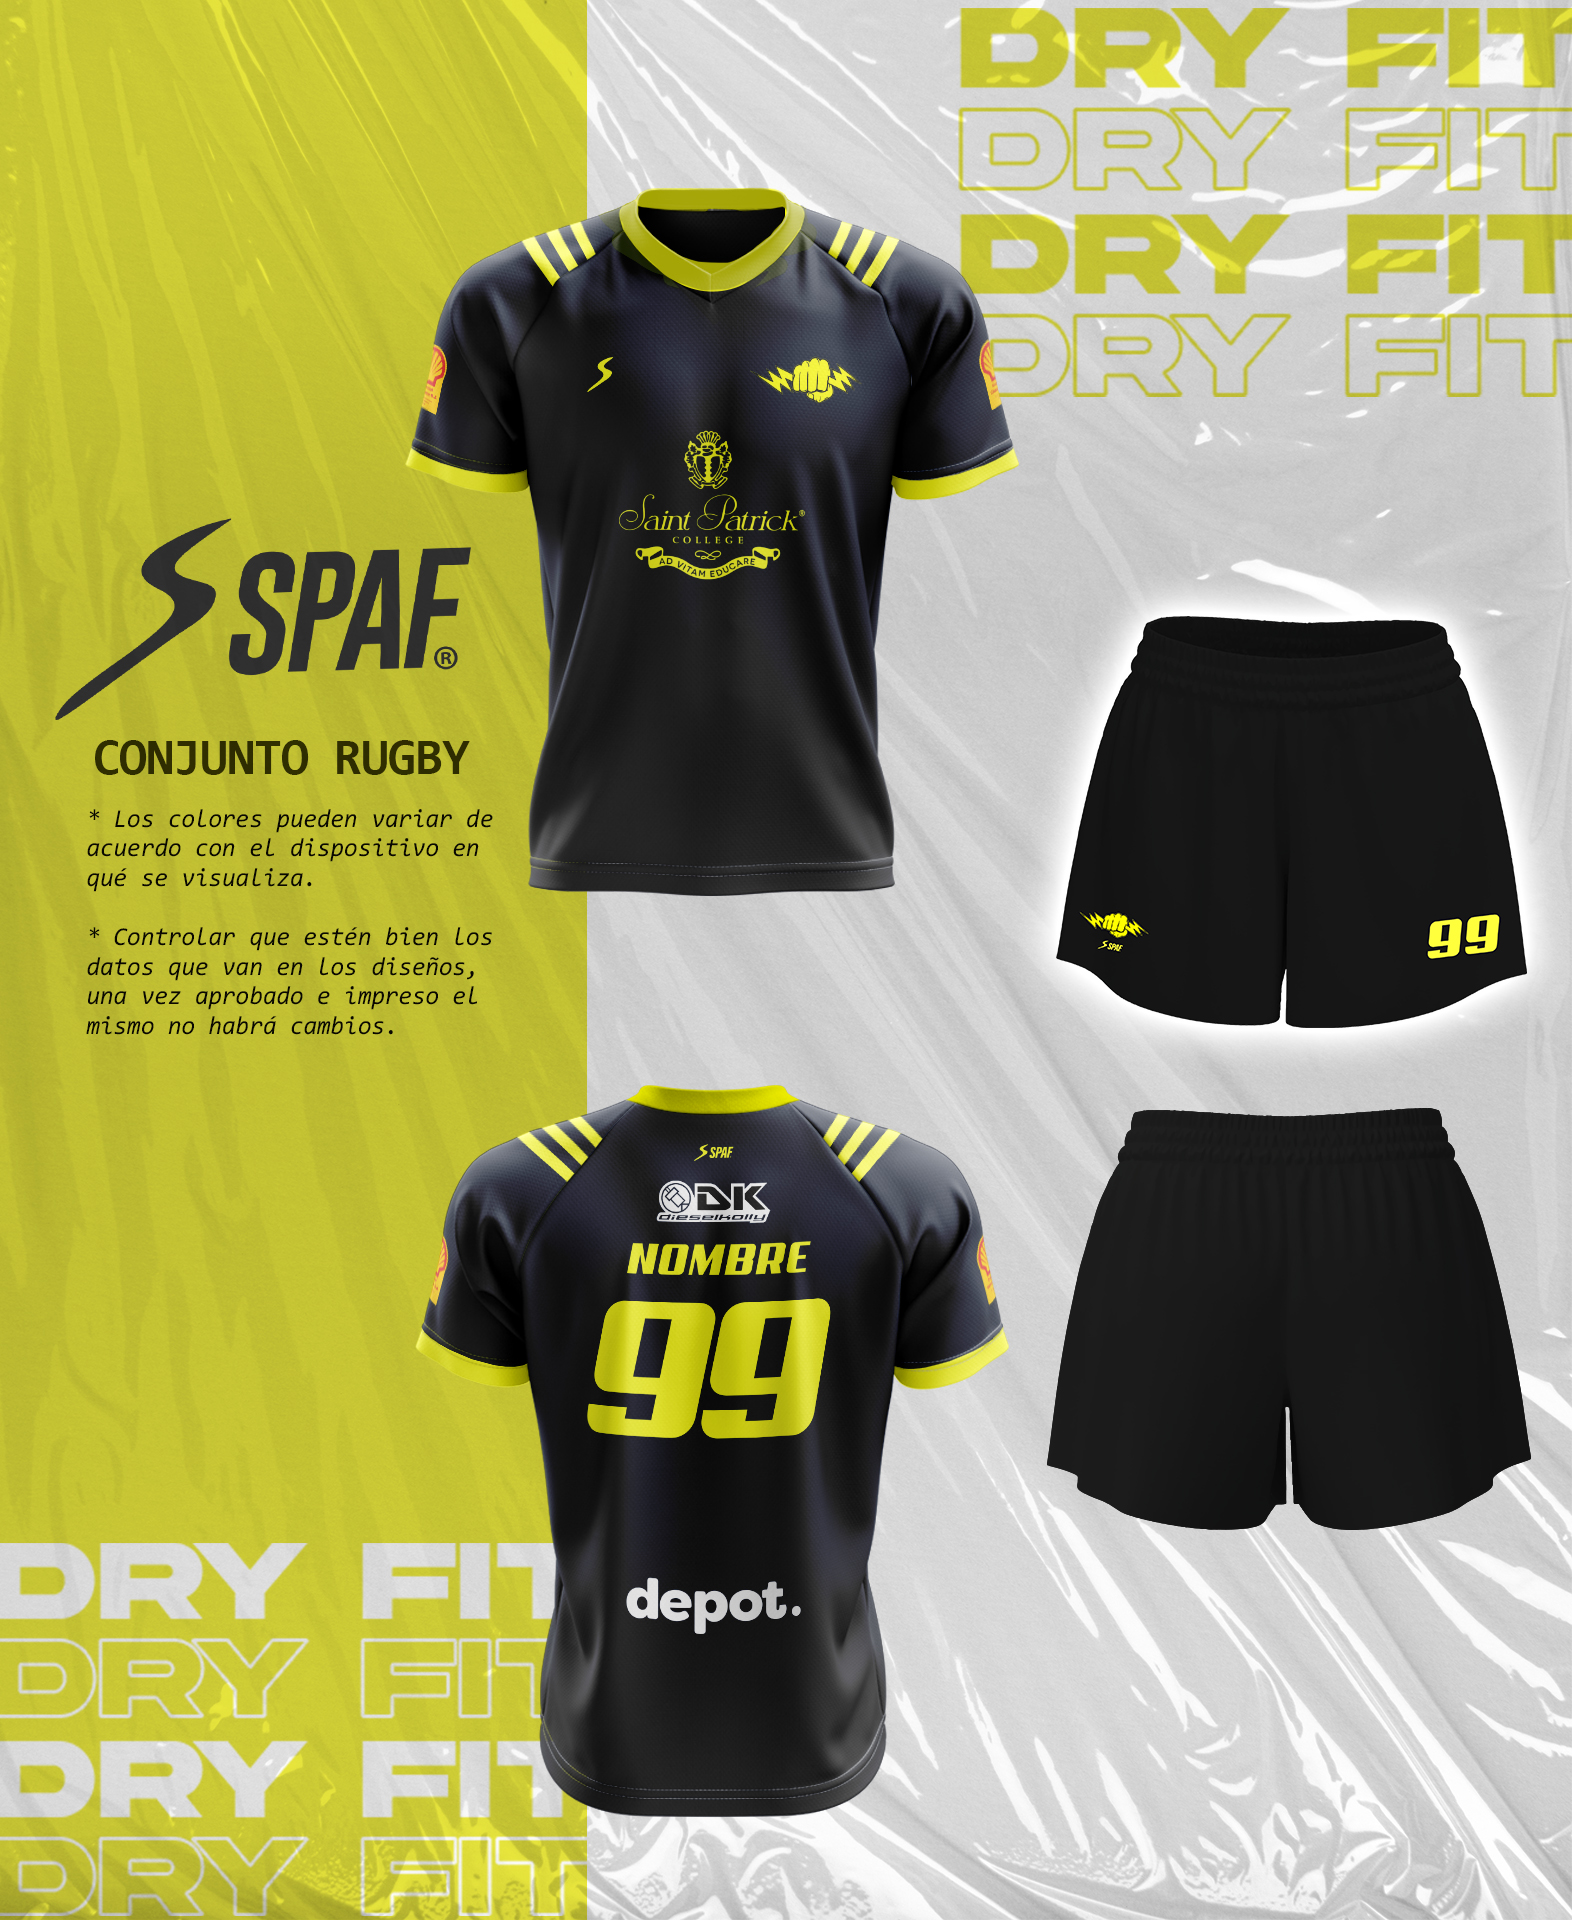 DRY FIT
DRY FIT
DRY FIT
DRY FIT
Saint Patrick®
COLLEGE
AD VITAM EDUCARE
SPAF®
CONJUNTO RUGBY
* Los colores pueden variar de
acuerdo con el dispositivo en
qué se visualiza.
* Controlar que estén bien los
datos que van en los diseños,
una vez aprobado e impreso el
mismo no habrá cambios.
SPAF
99
SPAF
DK
dieselkolly
NOMBRE
99
depot.
DRY FIT
DRY FIT
DRY FIT
DRY FIT